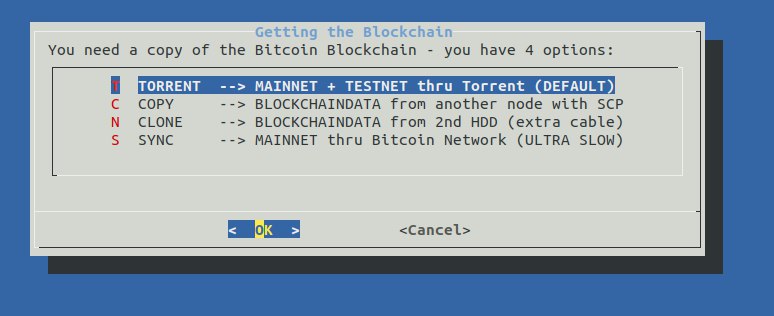 Getting the Blockchain
You need a copy of the Bitcoin Blockchain - you have 4 options:
T  TORRENT  --> MAINNET + TESTNET thru Torrent (DEFAULT)
C  COPY     --> BLOCKCHAINDATA from another node with SCP
N  CLONE    --> BLOCKCHAINDATA from 2nd HDD (extra cable)
S  SYNC     --> MAINNET thru Bitcoin Network (ULTRA SLOW)
<  OK  >           <Cancel>